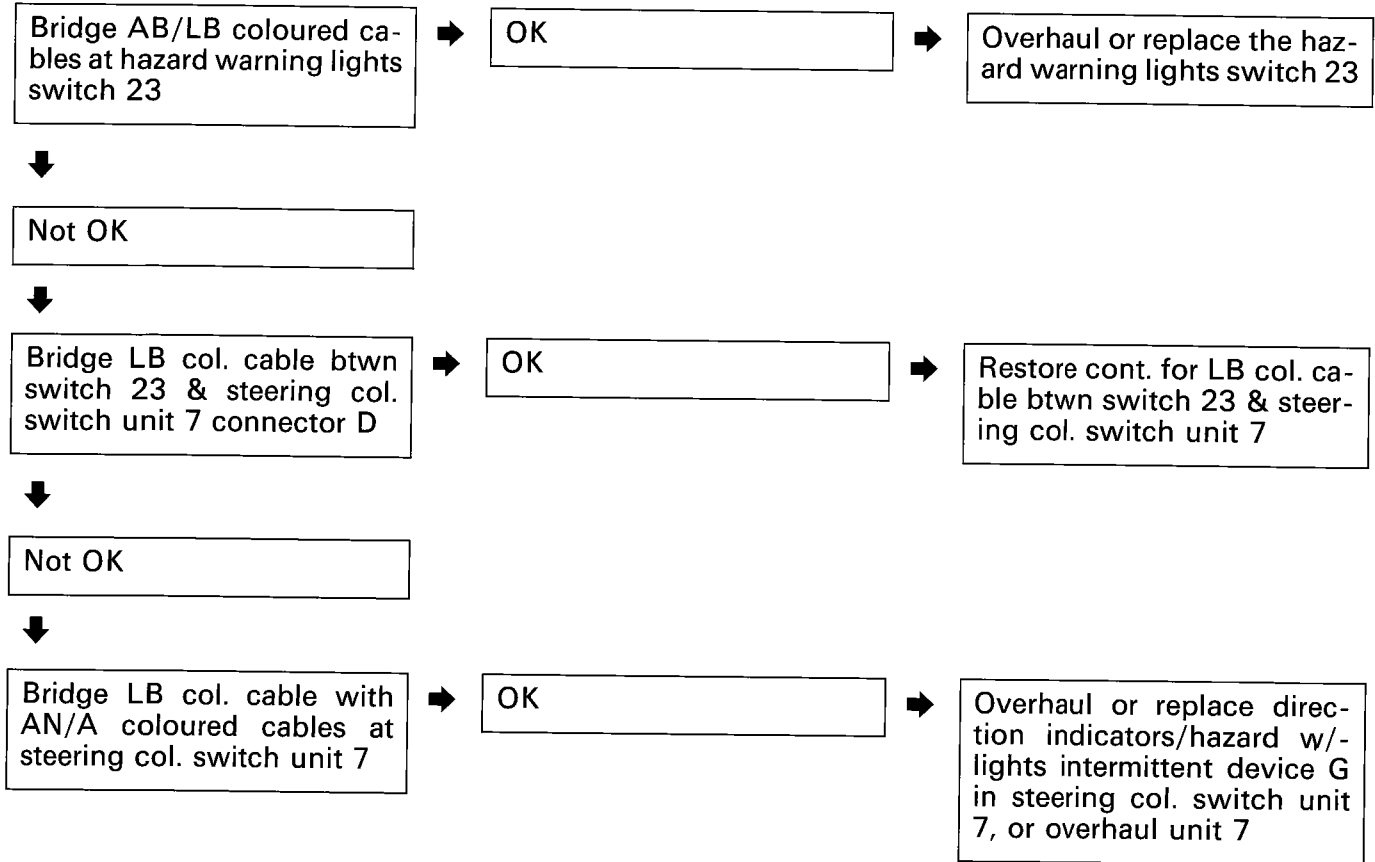 Bridge AB/LB coloured ca-
bles at hazard warning lights
switch 23
OK
Overhaul or replace the haz-
ard warning lights switch 23
Not OK
Bridge LB col. cable btwn
switch 23 & steering col.
switch unit 7 connector D
OK
Restore cont. for LB col. ca-
ble btwn switch 23 & steer-
ing col. switch unit 7
Not OK
Bridge LB col. cable with
AN/A coloured cables at
steering col. switch unit 7
OK
Overhaul or replace direc-
tion indicators/hazard w/-
lights intermittent device G
in steering col. switch unit
7, or overhaul unit 7